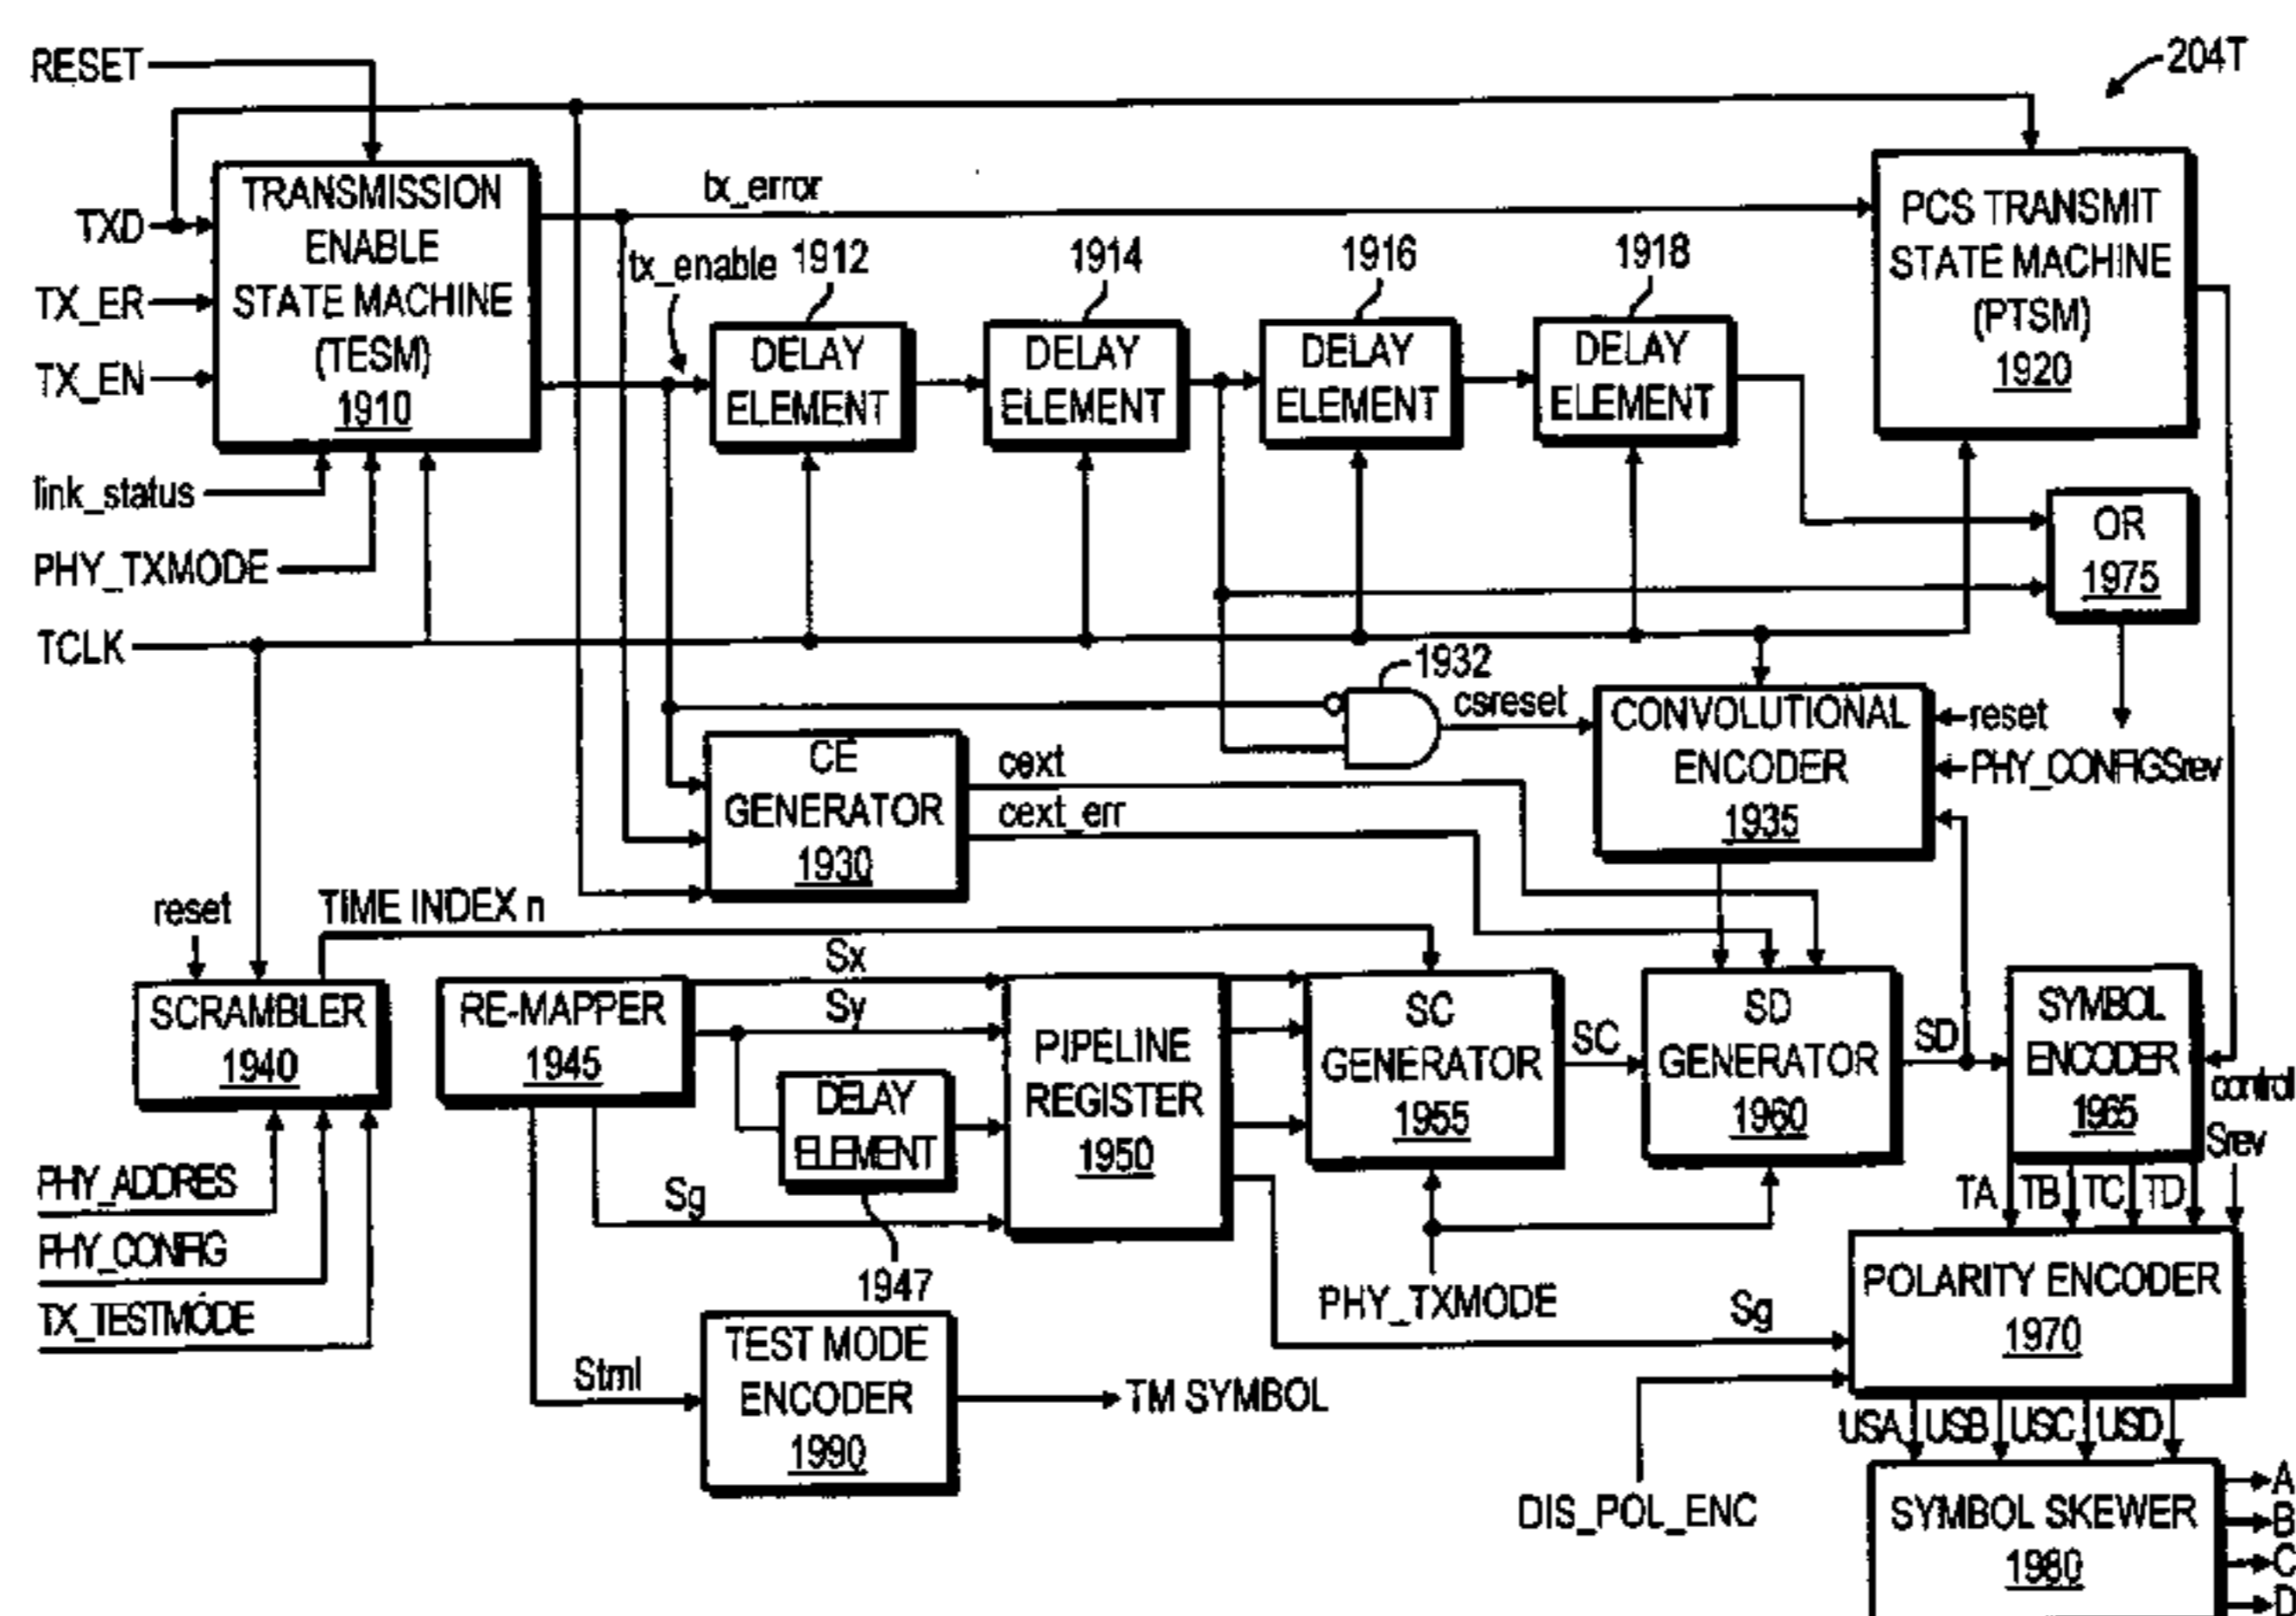 RESET
204T
TXD
TX_ER
TX_EN
TRANSMISSION
ENABLE
STATE MACHINE
(TESM)
1910
tx_error
tx_enable
1912
1914
1916
1918
DELAY
ELEMENT
DELAY
ELEMENT
DELAY
ELEMENT
DELAY
ELEMENT
PCS TRANSMIT
STATE MACHINE
(PTSM)
1920
link_status
PHY_TXMODE
TCLK
OR
1975
1932
csreset
CONVOLUTIONAL
ENCODER
1935
reset
PHY_CONFIGSrev
CE
GENERATOR
1930
cext
cext_err
reset
TIME INDEX n
SCRAMBLER
1940
RE-MAPPER
1945
Sx
Sy
DELAY
ELEMENT
1947
Sg
PIPELINE
REGISTER
1950
SC
GENERATOR
1955
SC
SD
GENERATOR
1960
SD
SYMBOL
ENCODER
1965
control
Srev
PHY_ADDRES
PHY_CONFIG
TX_TESTMODE
TA TB TC TD
PHY_TXMODE
Sg
POLARITY ENCODER
1970
Stml
TEST MODE
ENCODER
1990
TM SYMBOL
DIS_POL_ENC
USA USB USC USD
SYMBOL SKEWER
1980
A
B
C
D